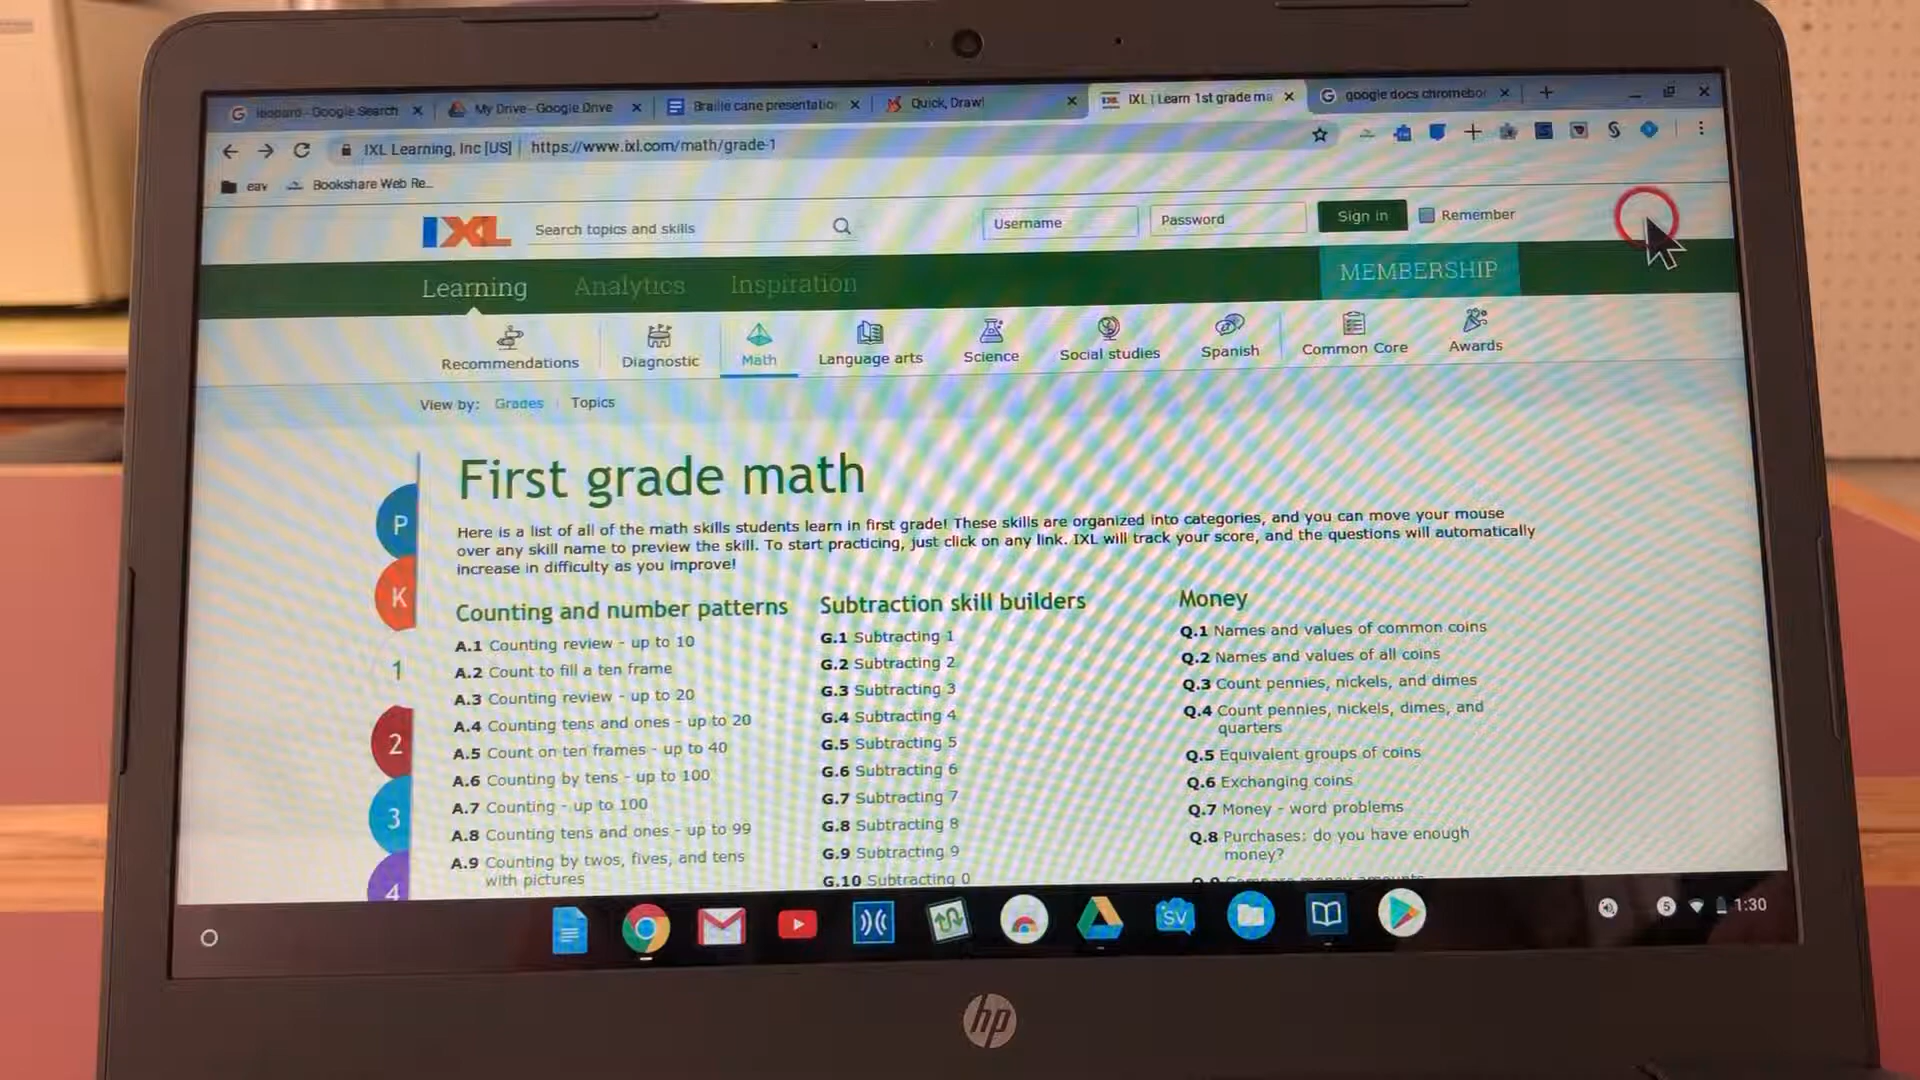 leopard - Google Search
My Drive - Google Drive
Braille cane presentation
Quick, Draw!
IXL | Learn 1st grade ma
google docs chromeboo
IXL Learning, Inc [US] | https://www.ixl.com/math/grade-1
eav
Bookshare Web Re...
IXL
Search topics and skills
Username
Password
Sign in
Remember
Learning
Analytics
Inspiration
MEMBERSHIP
Recommendations
Diagnostic
Math
Language arts
Science
Social studies
Spanish
Common Core
Awards
View by: Grades | Topics
First grade math
Here is a list of all of the math skills students learn in first grade! These skills are organized into categories, and you can move your mouse
over any skill name to preview the skill. To start practicing, just click on any link. IXL will track your score, and the questions will automatically
increase in difficulty as you improve!
P
K
1
2
3
4
Counting and number patterns
A.1 Counting review - up to 10
A.2 Count to fill a ten frame
A.3 Counting review - up to 20
A.4 Counting tens and ones - up to 20
A.5 Count on ten frames - up to 40
A.6 Counting by tens - up to 100
A.7 Counting - up to 100
A.8 Counting tens and ones - up to 99
A.9 Counting by twos, fives, and tens
with pictures
Subtraction skill builders
G.1 Subtracting 1
G.2 Subtracting 2
G.3 Subtracting 3
G.4 Subtracting 4
G.5 Subtracting 5
G.6 Subtracting 6
G.7 Subtracting 7
G.8 Subtracting 8
G.9 Subtracting 9
G.10 Subtracting 0
Money
Q.1 Names and values of common coins
Q.2 Names and values of all coins
Q.3 Count pennies, nickels, and dimes
Q.4 Count pennies, nickels, dimes, and
quarters
Q.5 Equivalent groups of coins
Q.6 Exchanging coins
Q.7 Money - word problems
Q.8 Purchases: do you have enough
money?
Q.9 Compare money amounts
SV
5
1:30
hp